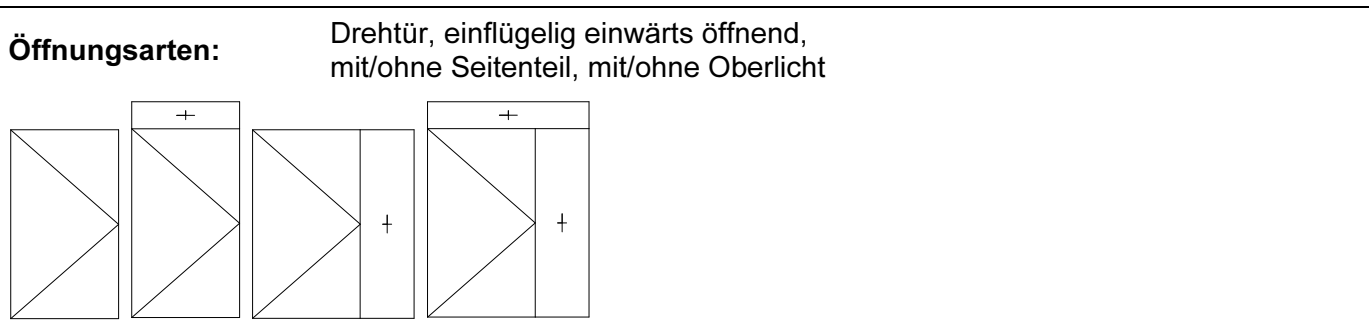 Öffnungsarten:
Drehtür, einflügelig einwärts öffnend,
mit/ohne Seitenteil, mit/ohne Oberlicht